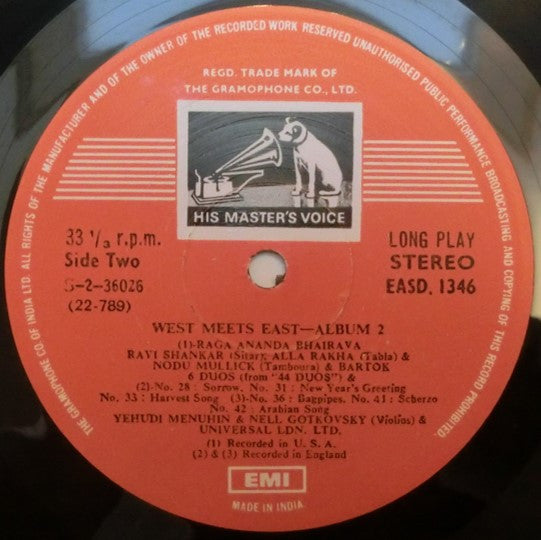 THE GRAMOPHONE CO. OF INDIA LTD. ALL RIGHTS OF THE MANUFACTURER AND OF THE OWNER OF THE RECORDED WORK RESERVED UNAUTHORISED PUBLIC PERFORMANCE BROADCASTING AND COPYING OF THIS RECORD PROHIBITED.
REGD. TRADE MARK OF
THE GRAMOPHONE CO., LTD.
HIS MASTER'S VOICE
33 1/3 r.p.m.
Side Two
S-2-36026
(22-789)
LONG PLAY
STEREO
EASD. 1346
WEST MEETS EAST—ALBUM 2
(1)-RAGA ANANDA BHAIRAVA
RAVI SHANKAR (Sitar); ALLA RAKHA (Tabla) &
NODU MULLICK (Tamboura) & BARTOK
6 DUOS (from "44 DUOS") &
(2)-No. 28 : Sorrow, No. 31 : New Year's Greeting
No. 33 : Harvest Song (3)-No. 36 : Bagpipes, No. 41 : Scherzo
No. 42 : Arabian Song
YEHUDI MENUHIN & NELL GOTKOVSKY (Violins) &
UNIVERSAL LDN. LTD.
(1) Recorded in U. S. A.
(2) & (3) Recorded in England
EMI
MADE IN INDIA.